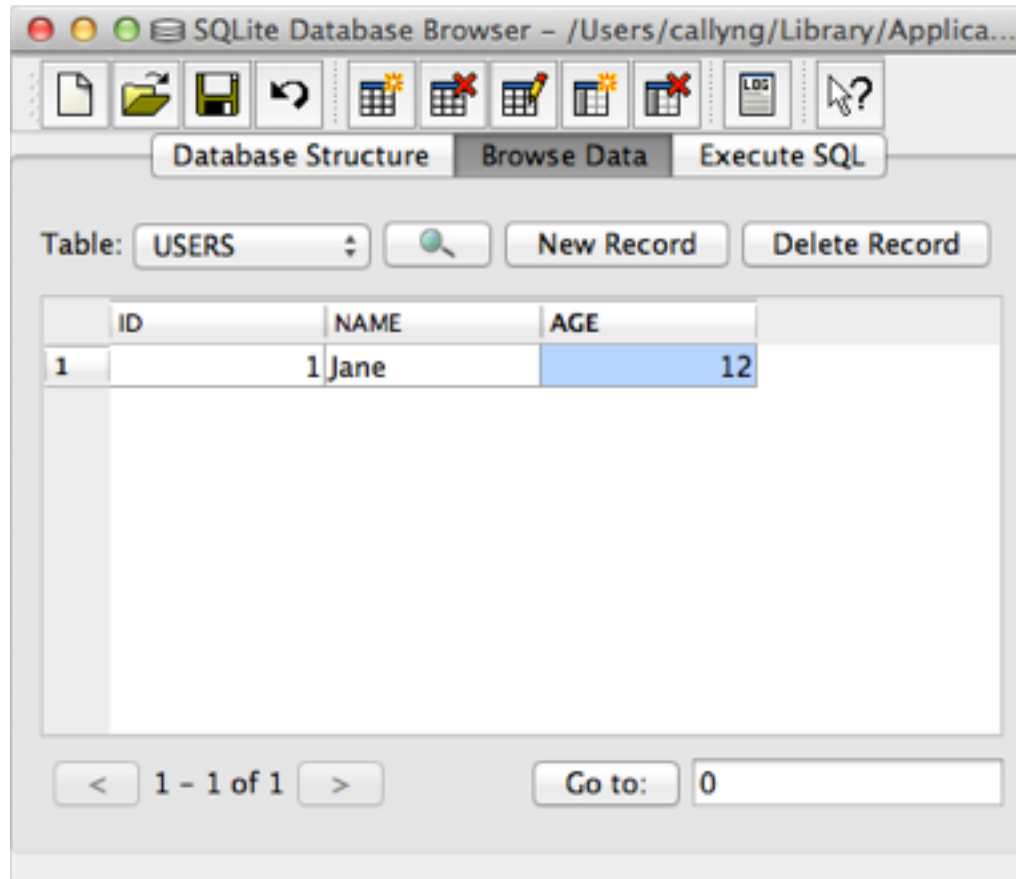 SQLite Database Browser – /Users/callyng/Library/Applica...
LOG ?
Database Structure Browse Data Execute SQL
Table: USERS New Record Delete Record
ID NAME AGE
1 1 Jane 12
< 1 – 1 of 1 > Go to: 0